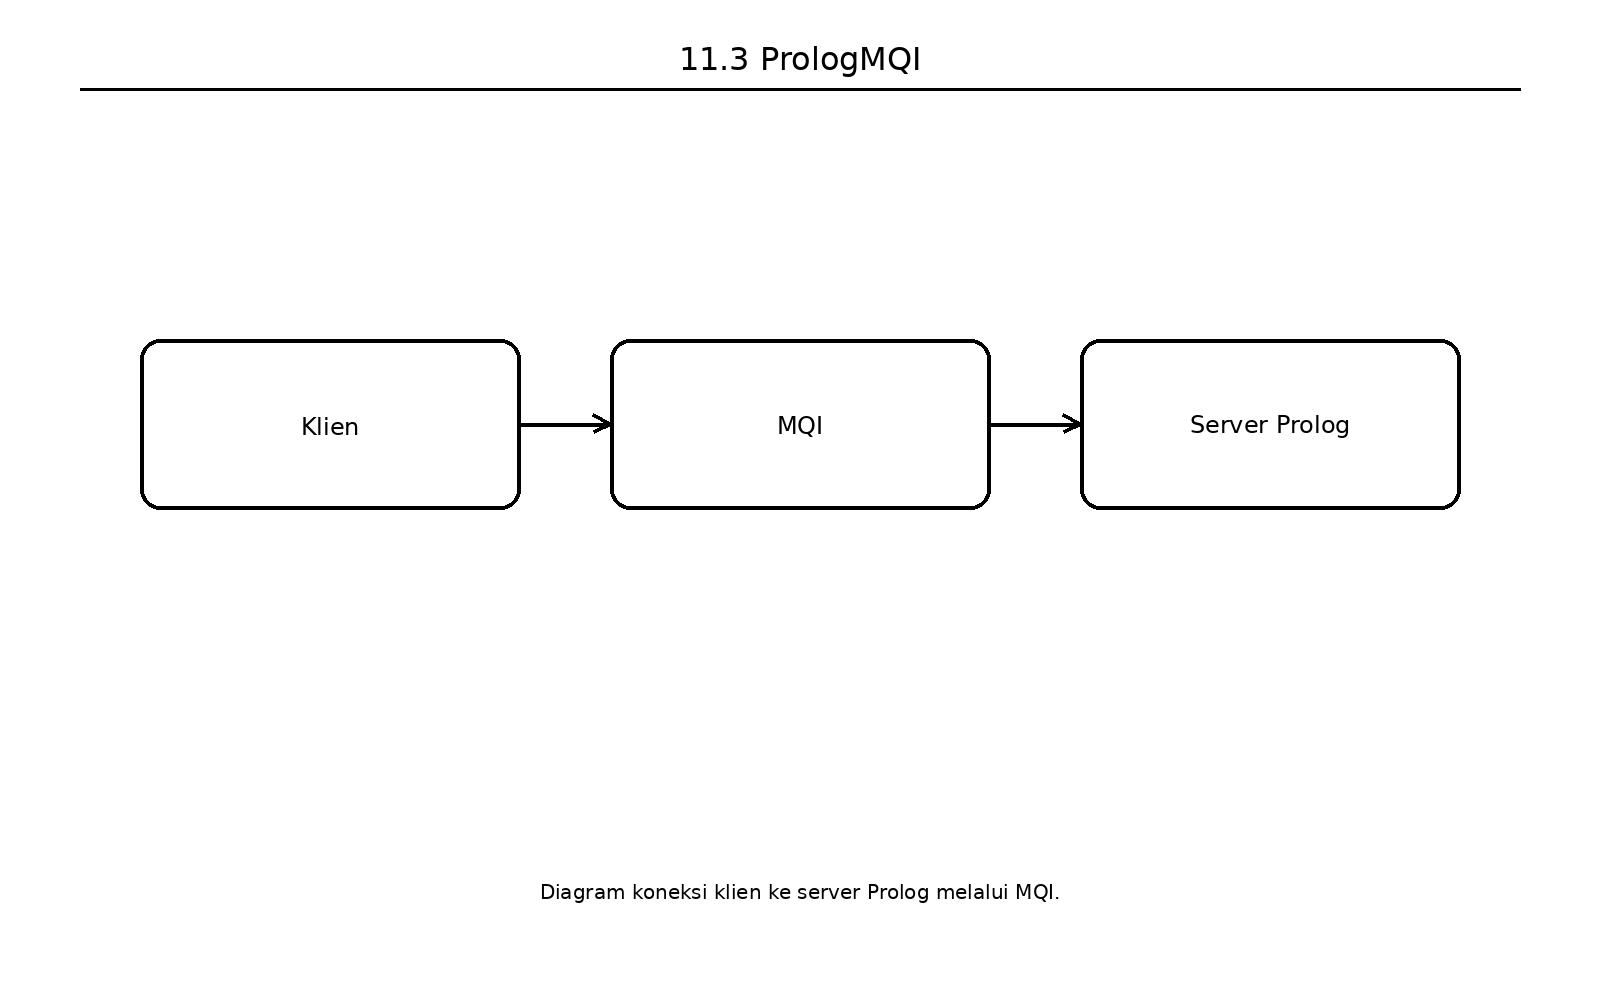 11.3 PrologMQI
Klien
MQI
Server Prolog
Diagram koneksi klien ke server Prolog melalui MQI.